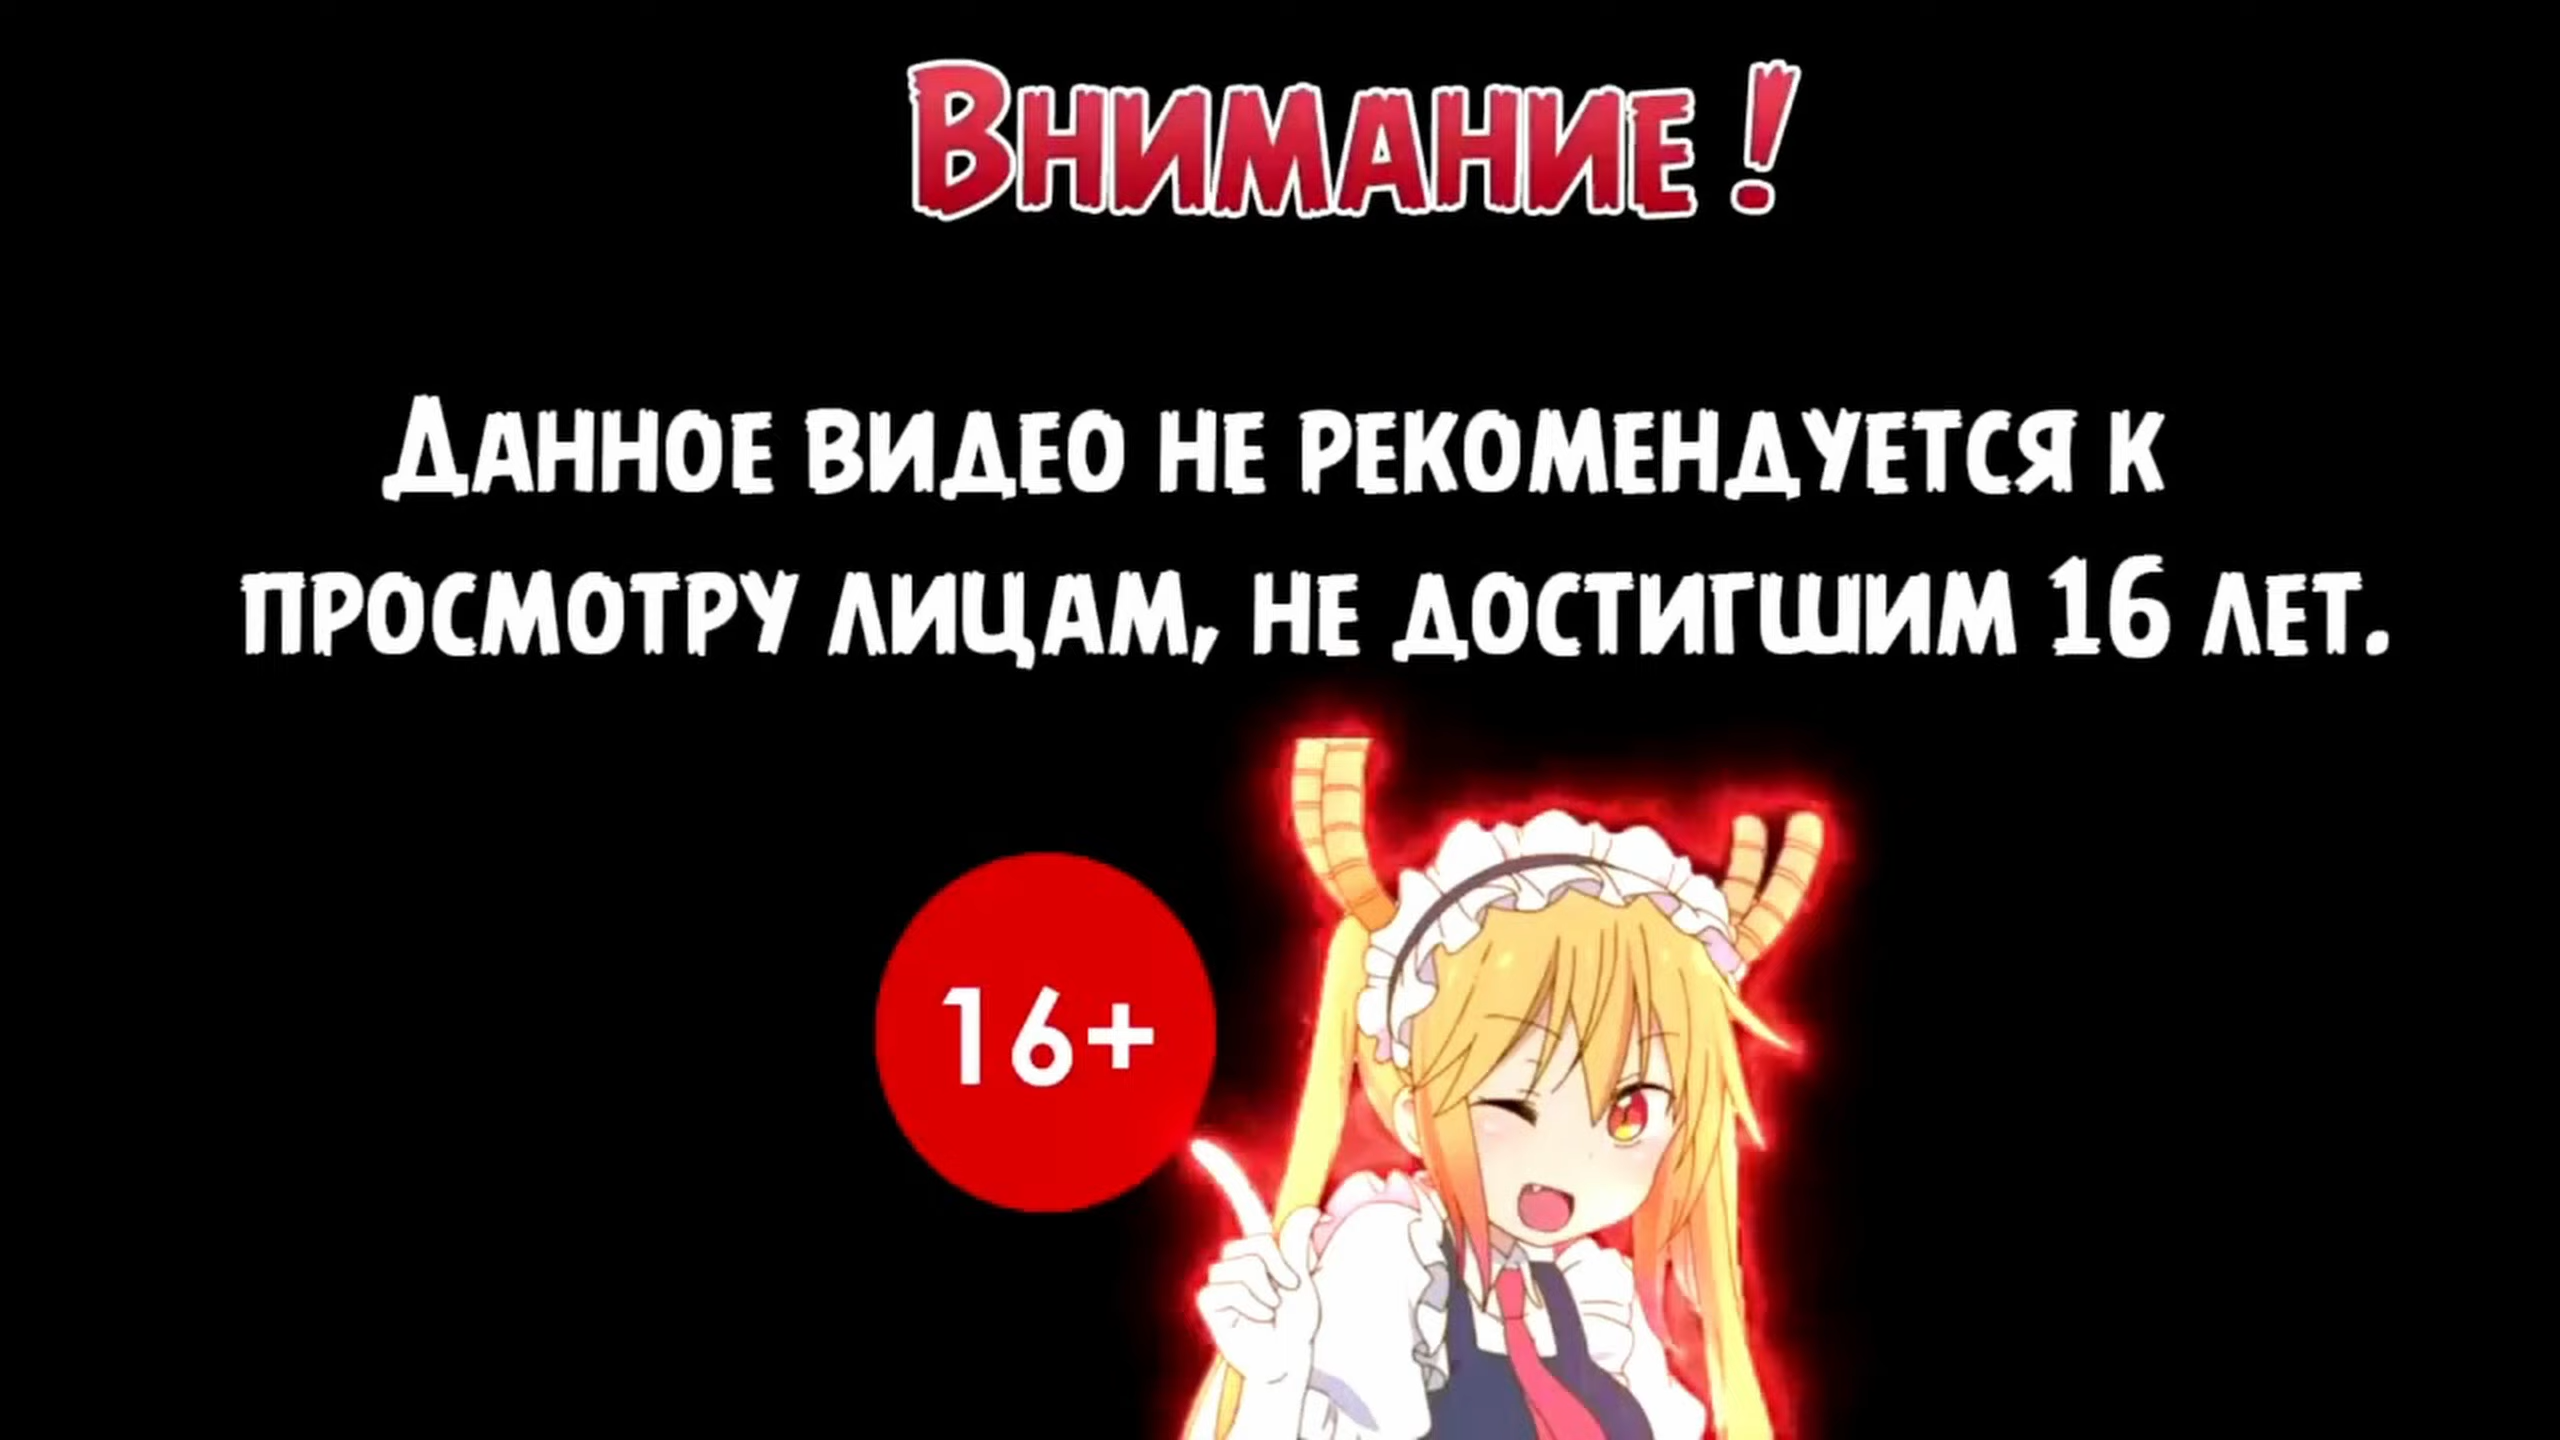 Внимание !
Данное видео не рекомендуется к
просмотру лицам, не достигшим 16 лет.
16+